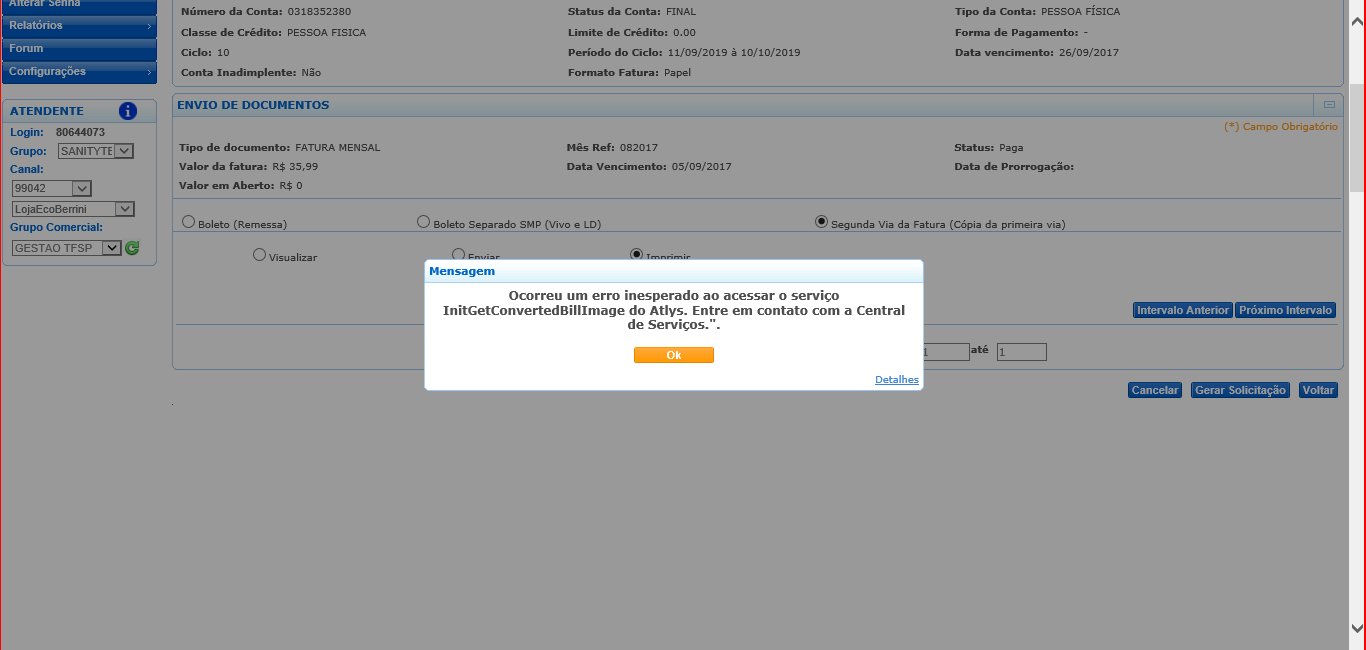 Alterar Senha
Relatórios
Forum
Configurações
ATENDENTE
Login: 80644073
Grupo: SANITYTE
Canal:
99042
LojaEcoBerrini
Grupo Comercial:
GESTAO TFSP
Número da Conta: 0318352380 Status da Conta: FINAL Tipo da Conta: PESSOA FÍSICA
Classe de Crédito: PESSOA FISICA Limite de Crédito: 0.00 Forma de Pagamento: -
Ciclo: 10 Período do Ciclo: 11/09/2019 à 10/10/2019 Data vencimento: 26/09/2017
Conta Inadimplente: Não Formato Fatura: Papel
ENVIO DE DOCUMENTOS
(*) Campo Obrigatório
Tipo de documento: FATURA MENSAL Mês Ref: 082017 Status: Paga
Valor da fatura: R$ 35,99 Data Vencimento: 05/09/2017 Data de Prorrogação:
Valor em Aberto: R$ 0
Boleto (Remessa) Boleto Separado SMP (Vivo e LD) Segunda Via da Fatura (Cópia da primeira via)
Visualizar Enviar Imprimir
Mensagem
Ocorreu um erro inesperado ao acessar o serviço
InitGetConvertedBillImage do Atlys. Entre em contato com a Central
de Serviços.".
Ok
Detalhes
Intervalo Anterior Próximo Intervalo
1 até 1
Cancelar Gerar Solicitação Voltar